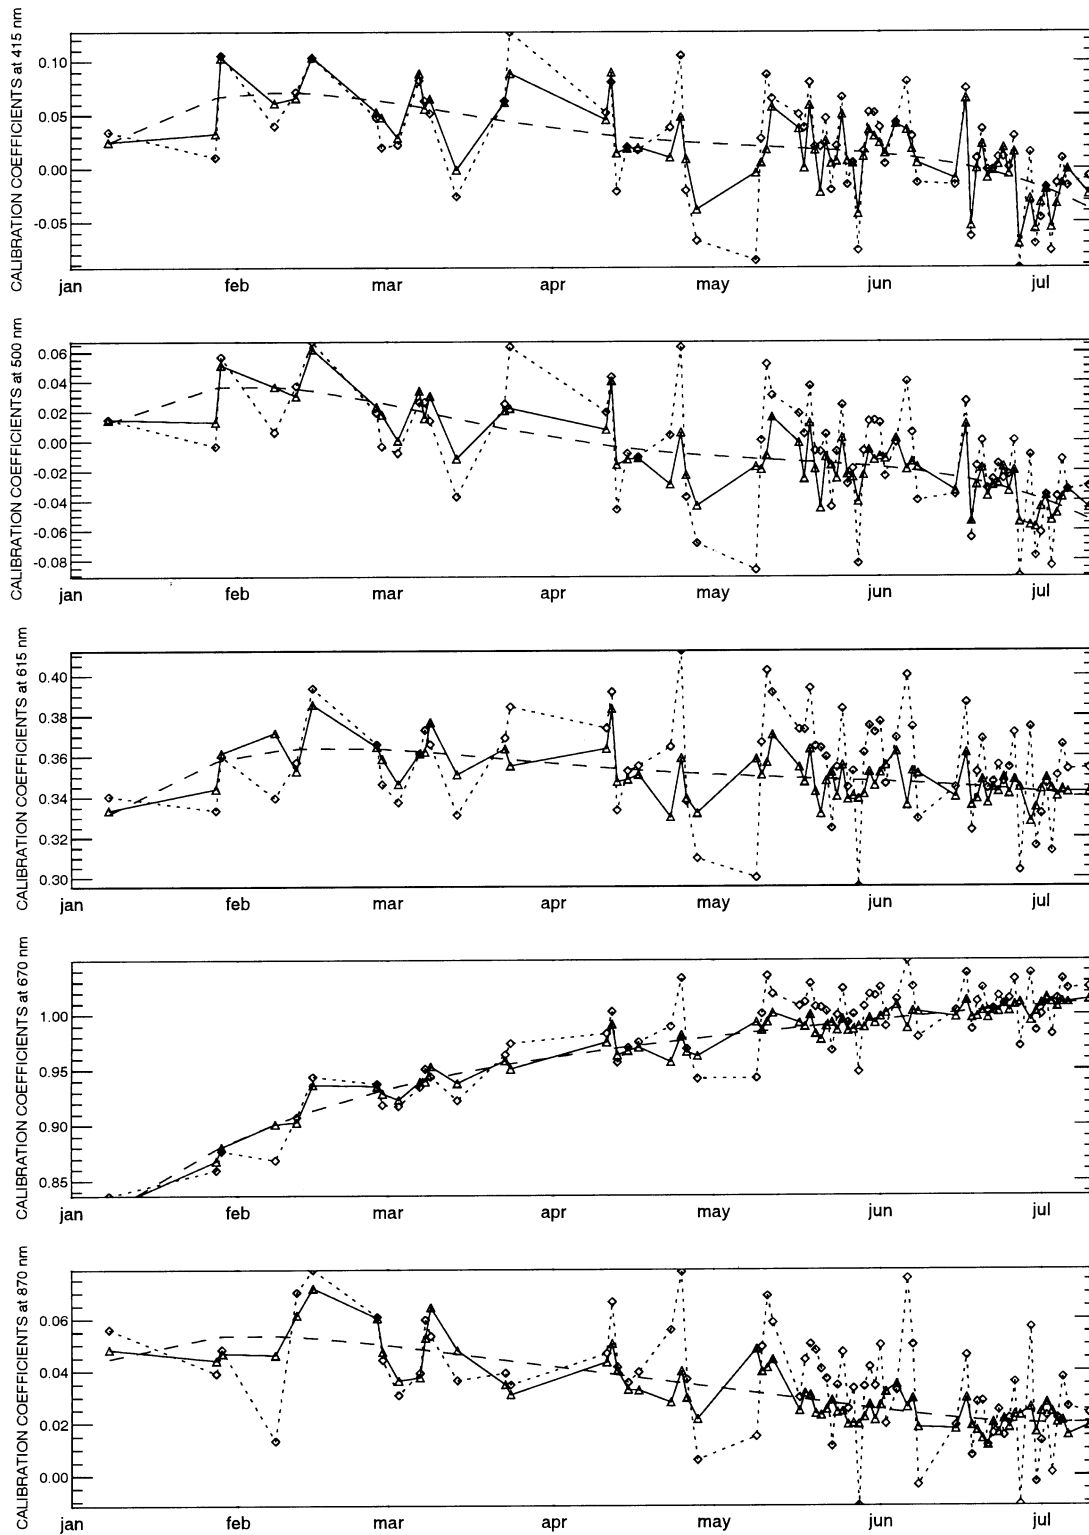 CALIBRATION COEFFICIENTS at 415 nm
0.10
0.05
0.00
-0.05
jan feb mar apr may jun jul
CALIBRATION COEFFICIENTS at 500 nm
0.06
0.04
0.02
0.00
-0.02
-0.04
-0.06
-0.08
jan feb mar apr may jun jul
CALIBRATION COEFFICIENTS at 615 nm
0.40
0.38
0.36
0.34
0.32
0.30
jan feb mar apr may jun jul
CALIBRATION COEFFICIENTS at 670 nm
1.00
0.95
0.90
0.85
jan feb mar apr may jun jul
CALIBRATION COEFFICIENTS at 870 nm
0.06
0.04
0.02
0.00
jan feb mar apr may jun jul